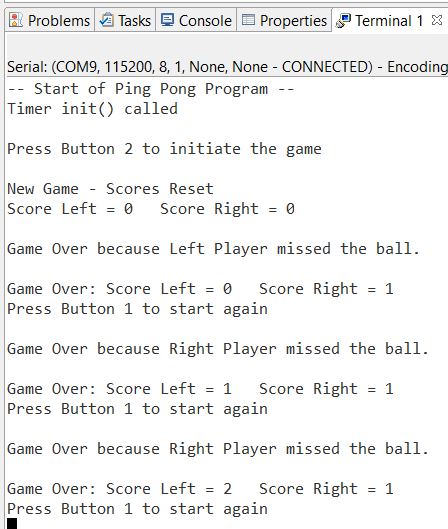 Problems Tasks Console Properties Terminal 1
Serial: (COM9, 115200, 8, 1, None, None - CONNECTED) - Encoding
-- Start of Ping Pong Program --
Timer init() called
Press Button 2 to initiate the game
New Game - Scores Reset
Score Left = 0   Score Right = 0
Game Over because Left Player missed the ball.
Game Over: Score Left = 0   Score Right = 1
Press Button 1 to start again
Game Over because Right Player missed the ball.
Game Over: Score Left = 1   Score Right = 1
Press Button 1 to start again
Game Over because Right Player missed the ball.
Game Over: Score Left = 2   Score Right = 1
Press Button 1 to start again